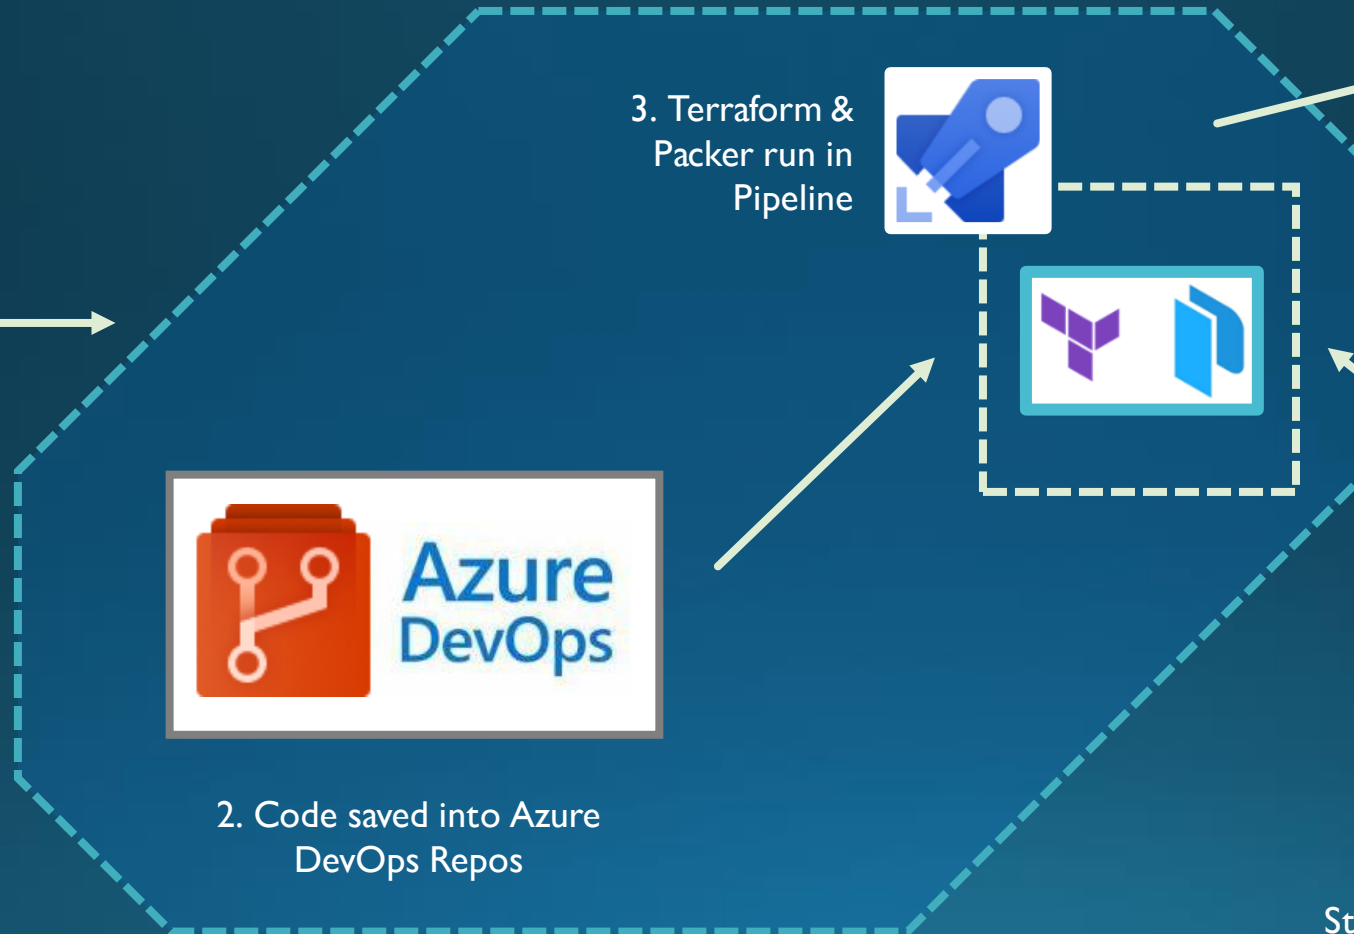 3. Terraform &
Packer run in
Pipeline
Azure
DevOps
2. Code saved into Azure
DevOps Repos